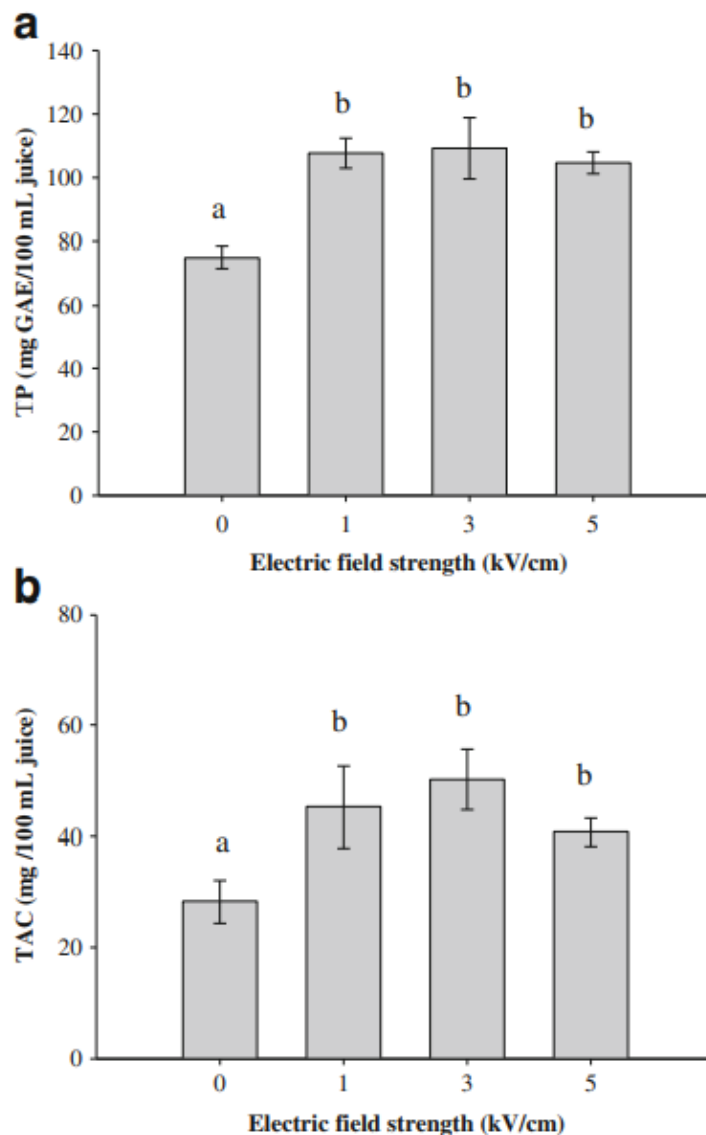 a
TP (mg GAE/100 mL juice)
140
120
100
80
60
40
20
0
a
b
b
b
0 1 3 5
Electric field strength (kV/cm)
b
TAC (mg /100 mL juice)
80
60
40
20
0
a
b
b
b
0 1 3 5
Electric field strength (kV/cm)